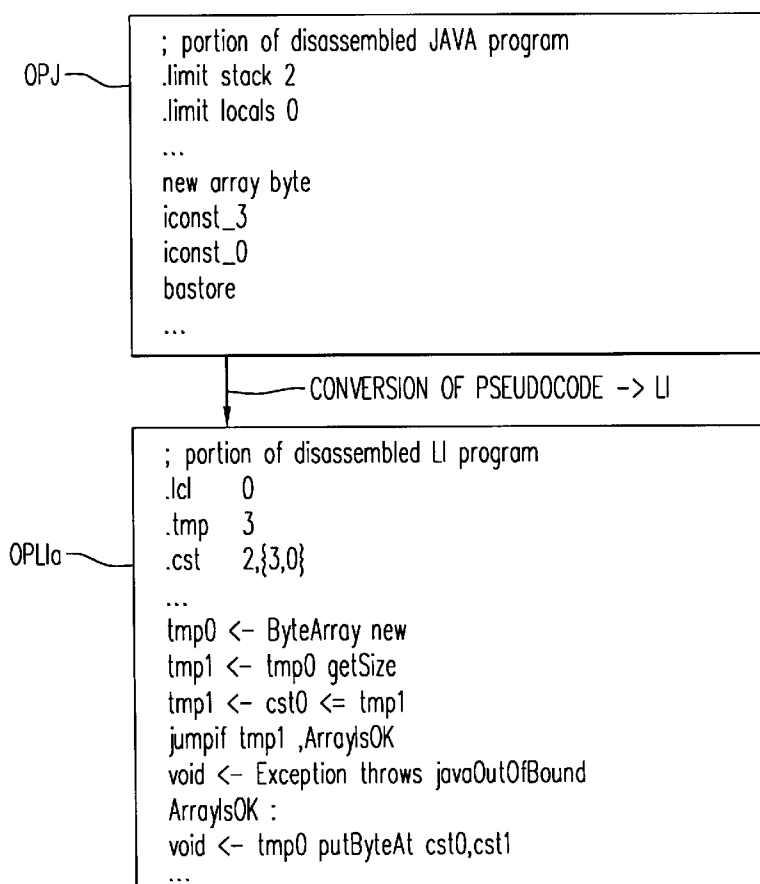 ; portion of disassembled JAVA program
OPJ
.limit stack 2
.limit locals 0
...
new array byte
iconst_3
iconst_0
bastore
...
CONVERSION OF PSEUDOCODE -> LI
; portion of disassembled LI program
.lcl 0
.tmp 3
OPLIa
.cst 2,{3,0}
...
tmp0 <- ByteArray new
tmp1 <- tmp0 getSize
tmp1 <- cst0 <= tmp1
jumpif tmp1 ,ArrayIsOK
void <- Exception throws javaOutOfBound
ArrayIsOK :
void <- tmp0 putByteAt cst0,cst1
...